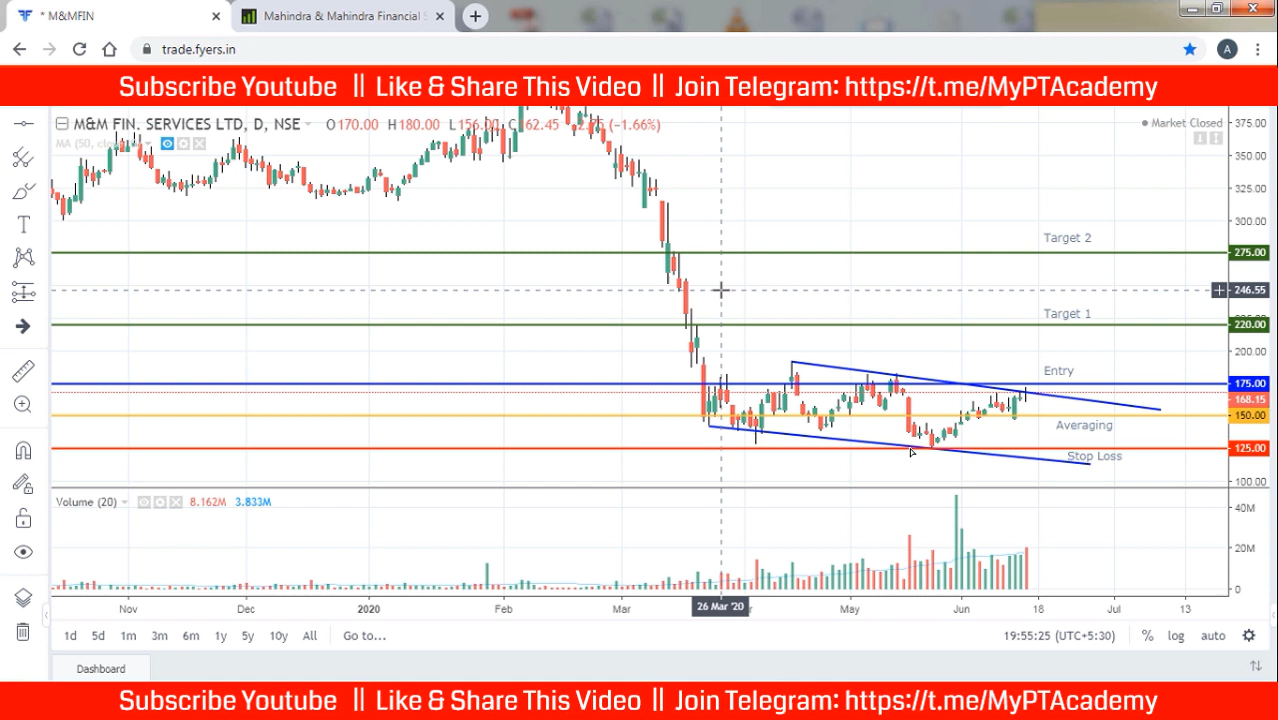 * M&MFIN
Mahindra & Mahindra Financial S
trade.fyers.in
A
Subscribe Youtube || Like & Share This Video || Join Telegram: https://t.me/MyPTAcademy
M&M FIN. SERVICES LTD, D, NSE O170.00 H180.00 C162.45 (−1.66%)
Market Closed
MA (50, close,
375.00
350.00
325.00
300.00
Target 2
275.00
246.55
Target 1
220.00
200.00
Entry
175.00
168.15
150.00
Averaging
125.00
Stop Loss
100.00
Volume (20) 8.162M 3.833M
40M
20M
0
Nov Dec 2020 Feb Mar 26 Mar '20 May Jun 18 Jul 13
1d 5d 1m 3m 6m 1y 5y 10y All Go to... 19:55:25 (UTC+5:30) % log auto
Dashboard
Subscribe Youtube || Like & Share This Video || Join Telegram: https://t.me/MyPTAcademy